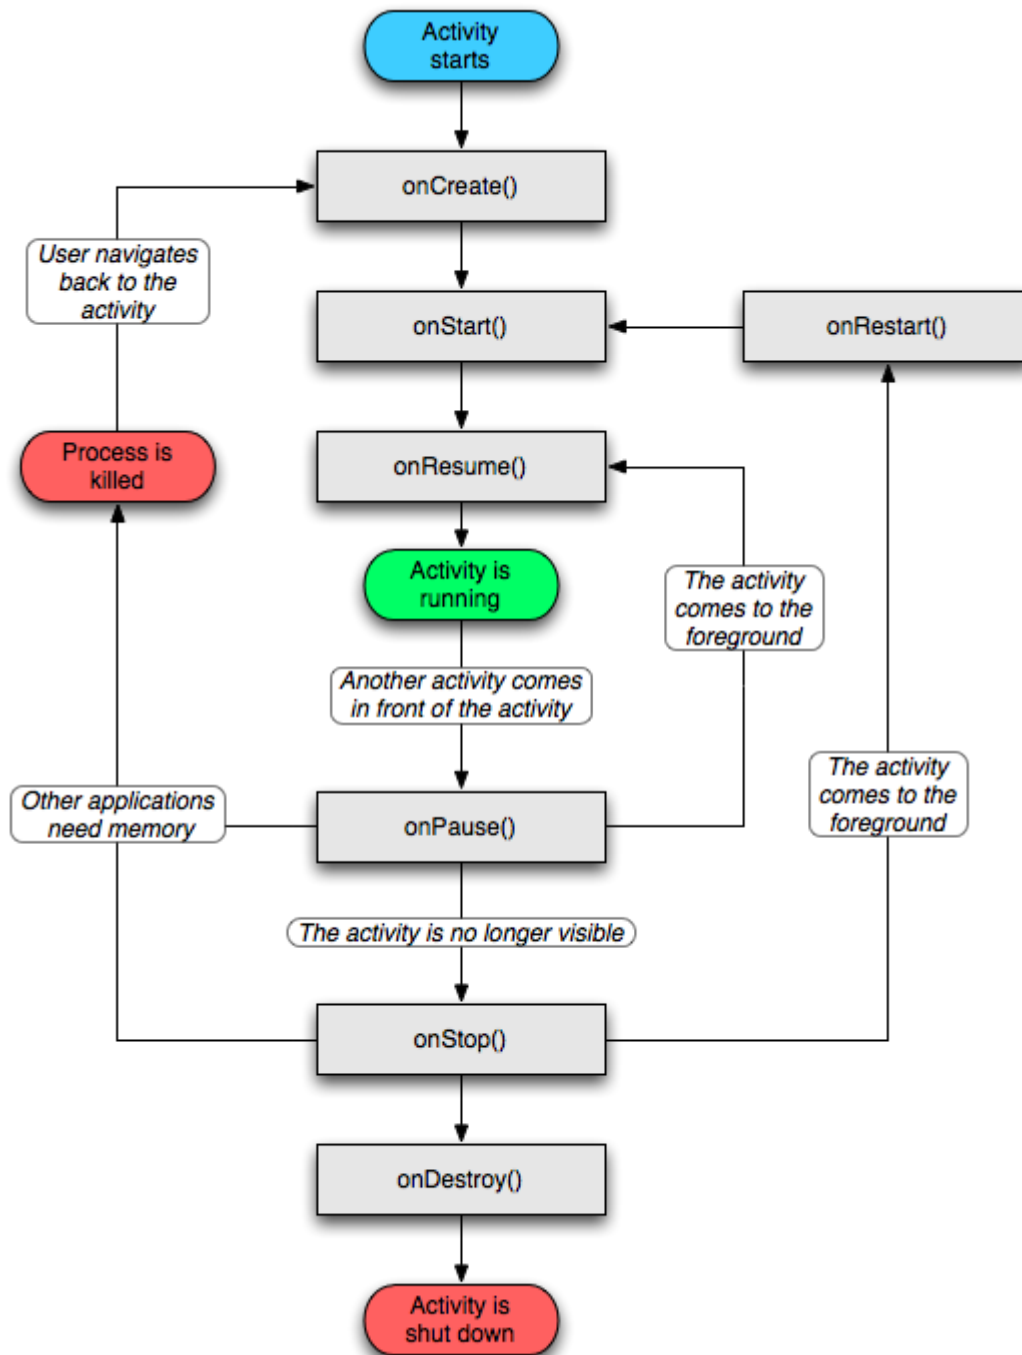 Activity
starts
onCreate()
User navigates
back to the
activity
onStart()
onRestart()
Process is
killed
onResume()
Activity is
running
The activity
comes to the
foreground
Another activity comes
in front of the activity
The activity
comes to the
foreground
Other applications
need memory
onPause()
The activity is no longer visible
onStop()
onDestroy()
Activity is
shut down